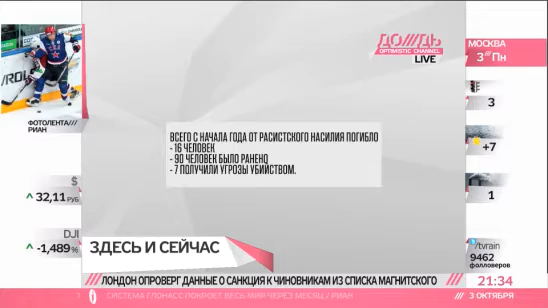 ДОЖДЬ
OPTIMISTIC CHANNEL
LIVE
МОСКВА
3 Пн
ФОТОЛЕНТА///
РИАН
3
+7
1
ВСЕГО С НАЧАЛА ГОДА ОТ РАСИСТСКОГО НАСИЛИЯ ПОГИБЛО
- 16 ЧЕЛОВЕК
- 90 ЧЕЛОВЕК БЫЛО РАНЕНО
- 7 ПОЛУЧИЛИ УГРОЗЫ УБИЙСТВОМ.
$
32,11 РУБ
DJI
-1,489 %
ЗДЕСЬ И СЕЙЧАС
/tvrain
9462
фолловеров
ЛОНДОН ОПРОВЕРГ ДАННЫЕ О САНКЦИЯ К ЧИНОВНИКАМ ИЗ СПИСКА МАГНИТСКОГО
21:34
СИСТЕМА ГЛОНАСС ПОКРОЕТ ВЕСЬ МИР ЧЕРЕЗ МЕСЯЦ / РИАН
/// 3 ОКТЯБРЯ